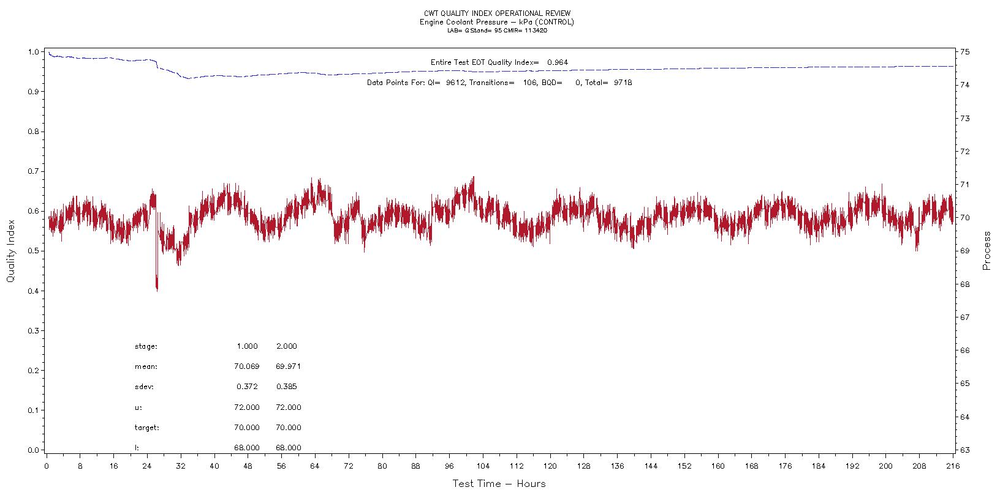 CWT QUALITY INDEX OPERATIONAL REVIEW
Engine Coolant Pressure – kPa (CONTROL)
LAB= G Stand= 95 CMIR= 113420
Entire Test EOT Quality Index= 0.964
Data Points For: QI= 9612, Transitions= 106, BQD= 0, Total= 9718
1.0
0.9
0.8
0.7
0.6
0.5
0.4
0.3
0.2
0.1
0.0
Quality Index
75
74
73
72
71
70
69
68
67
66
65
64
63
Process
stage: 1.000 2.000
mean: 70.069 69.971
sdev: 0.372 0.385
u: 72.000 72.000
target: 70.000 70.000
l: 68.000 68.000
0 8 16 24 32 40 48 56 64 72 80 88 96 104 112 120 128 136 144 152 160 168 176 184 192 200 208 216
Test Time – Hours